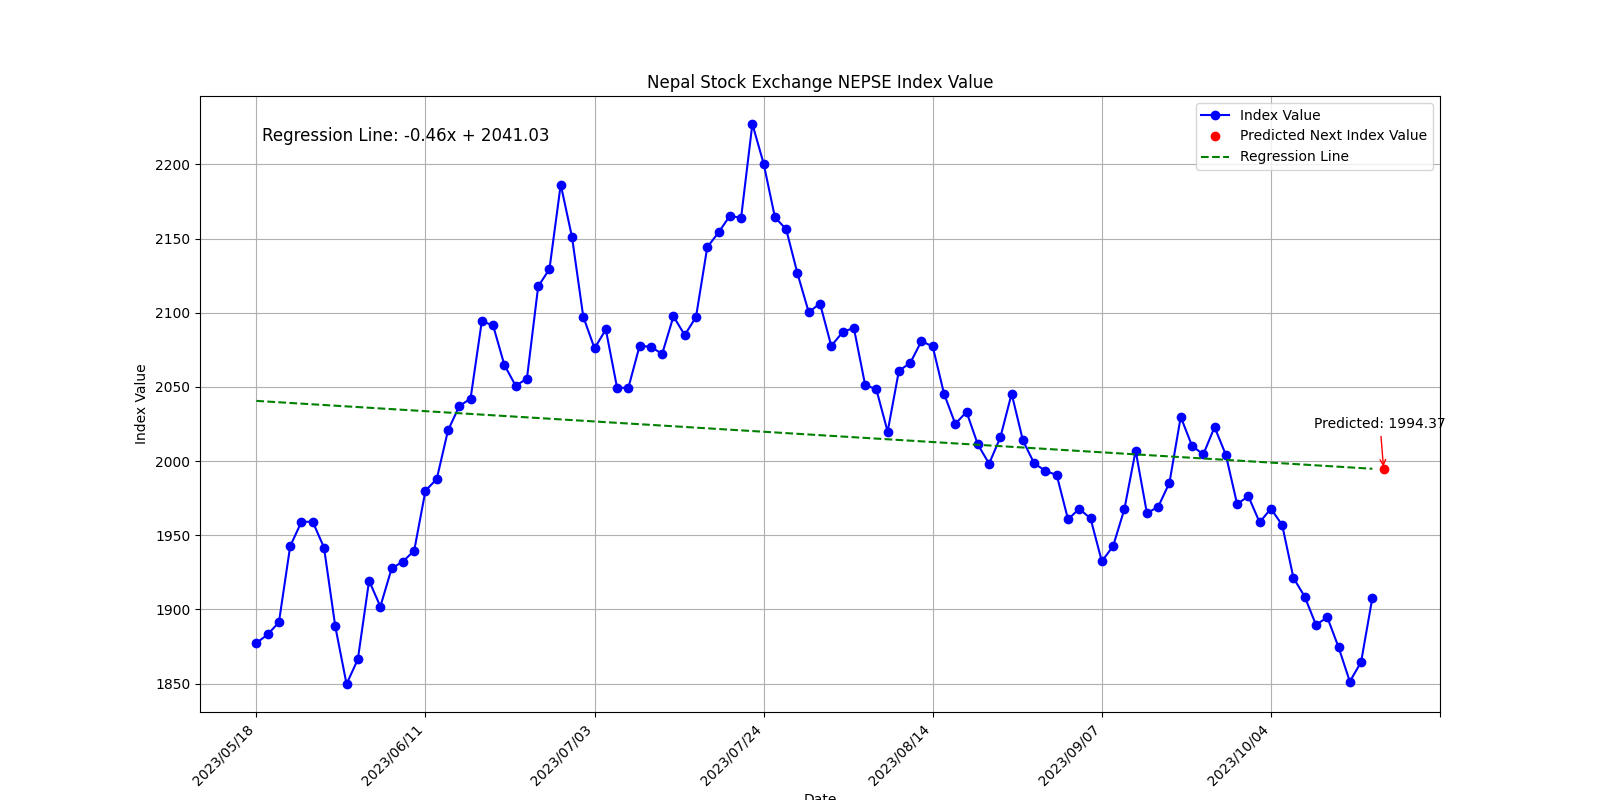 Nepal Stock Exchange NEPSE Index Value
Regression Line: -0.46x + 2041.03
Index Value
Predicted Next Index Value
Regression Line
2200
2150
2100
2050
2000
1950
1900
1850
Index Value
Predicted: 1994.37
2023/05/18
2023/06/11
2023/07/03
2023/07/24
2023/08/14
2023/09/07
2023/10/04
Date